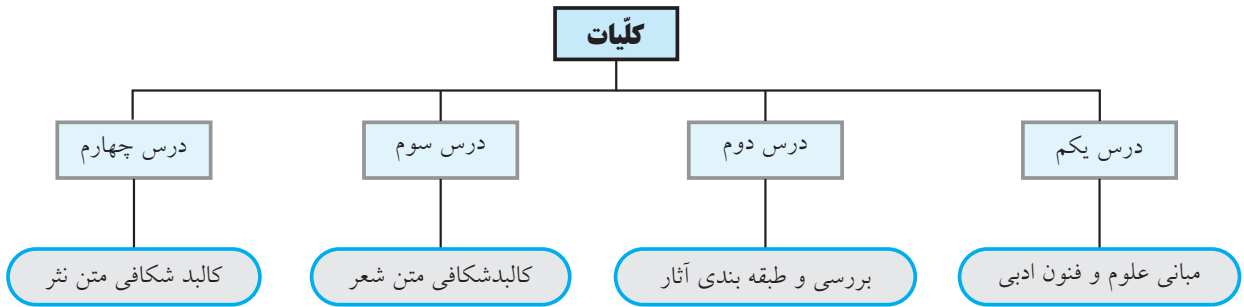 کلّیات
درس یکم
درس دوم
درس سوم
درس چهارم
مبانی علوم و فنون ادبی
بررسی و طبقه بندی آثار
کالبدشکافی متن شعر
کالبد شکافی متن نثر